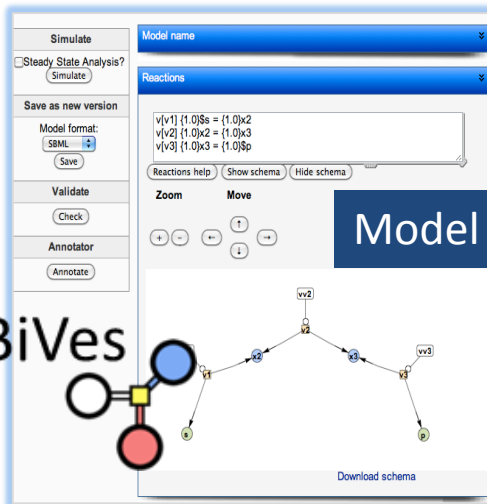 Simulate
Steady State Analysis?
Simulate
Save as new version
Model format:
SBML
Save
Validate
Check
Annotator
Annotate
Model name
Reactions
v[v1] {1.0}$s = {1.0}x2
v[v2] {1.0}x2 = {1.0}x3
v[v3] {1.0}x3 = {1.0}$p
Reactions help
Show schema
Hide schema
Zoom
Move
+
-
←
↑
↓
→
Model
vv2
v2
x2
x3
vv3
v1
v3
s
p
BiVes
Download schema